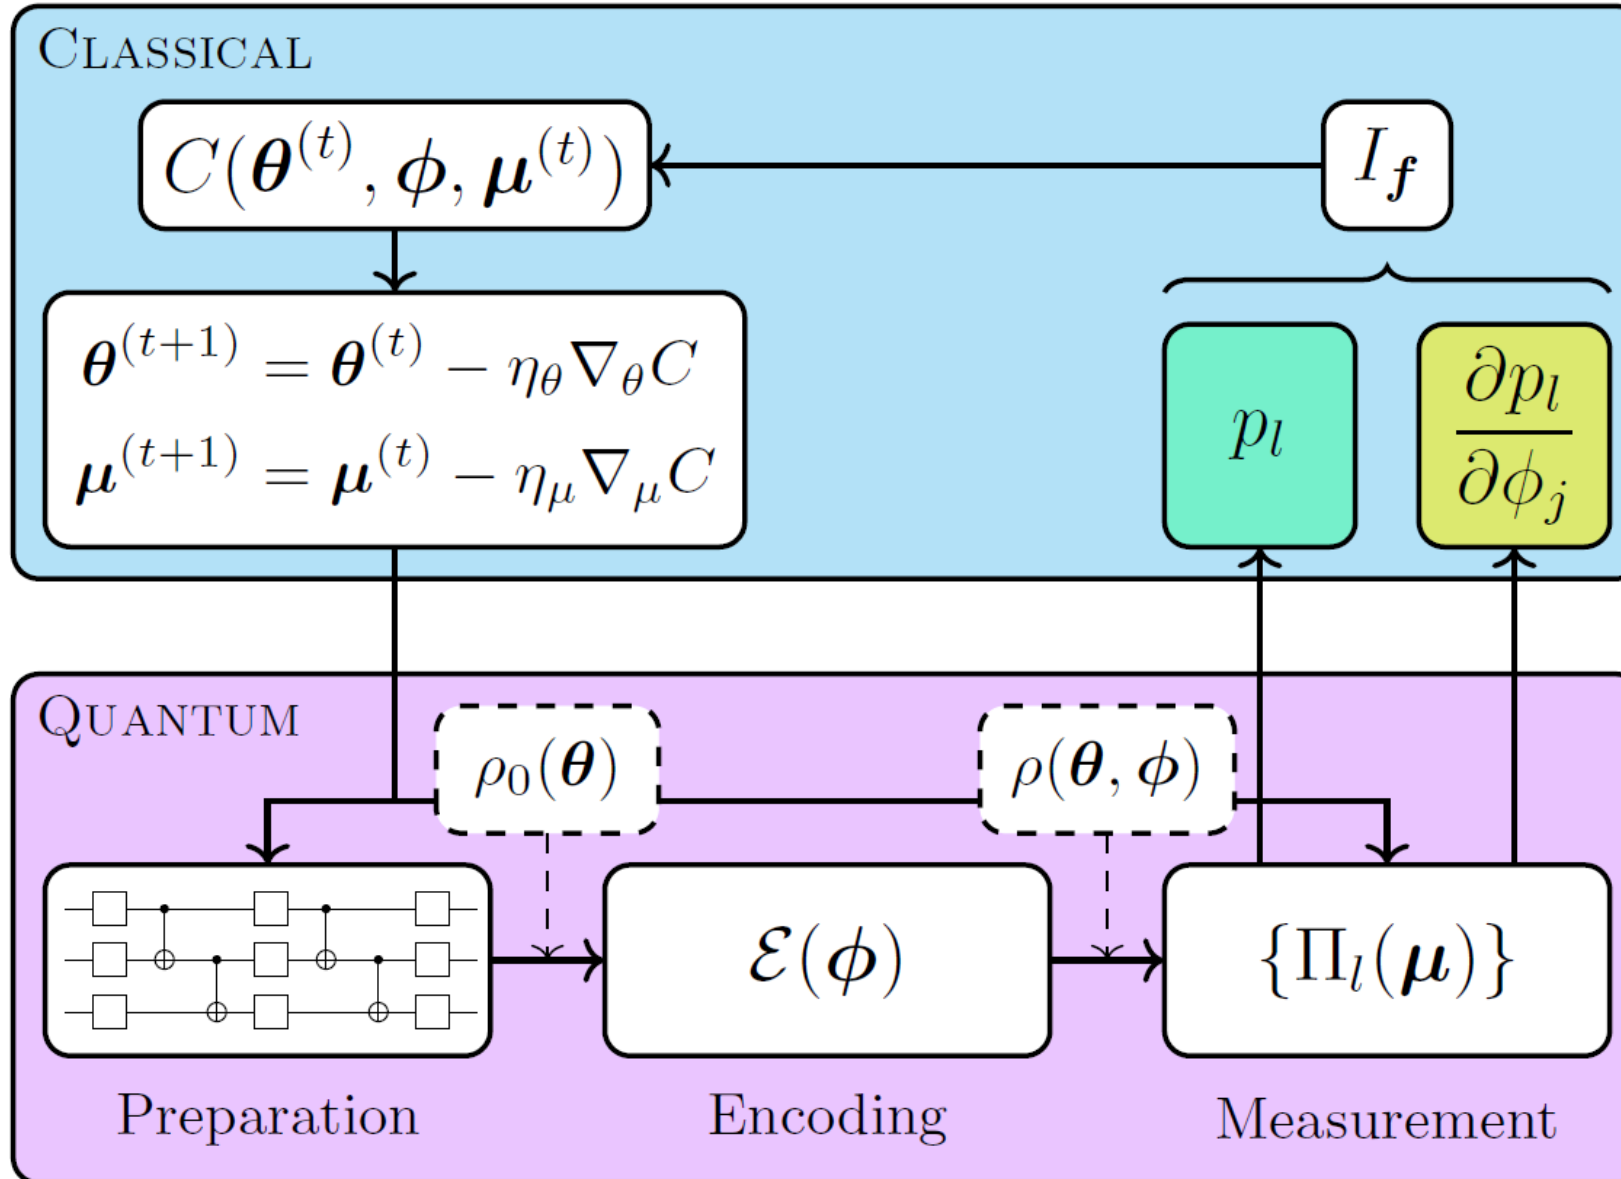 CLASSICAL
C(θ^(t), ϕ, μ^(t))
I_f
θ^(t+1) = θ^(t) − η_θ ∇_θ C
μ^(t+1) = μ^(t) − η_μ ∇_μ C
p_l
∂p_l
∂ϕ_j
QUANTUM
ρ_0(θ)
ρ(θ, ϕ)
ℰ(ϕ)
{Π_l(μ)}
Preparation
Encoding
Measurement